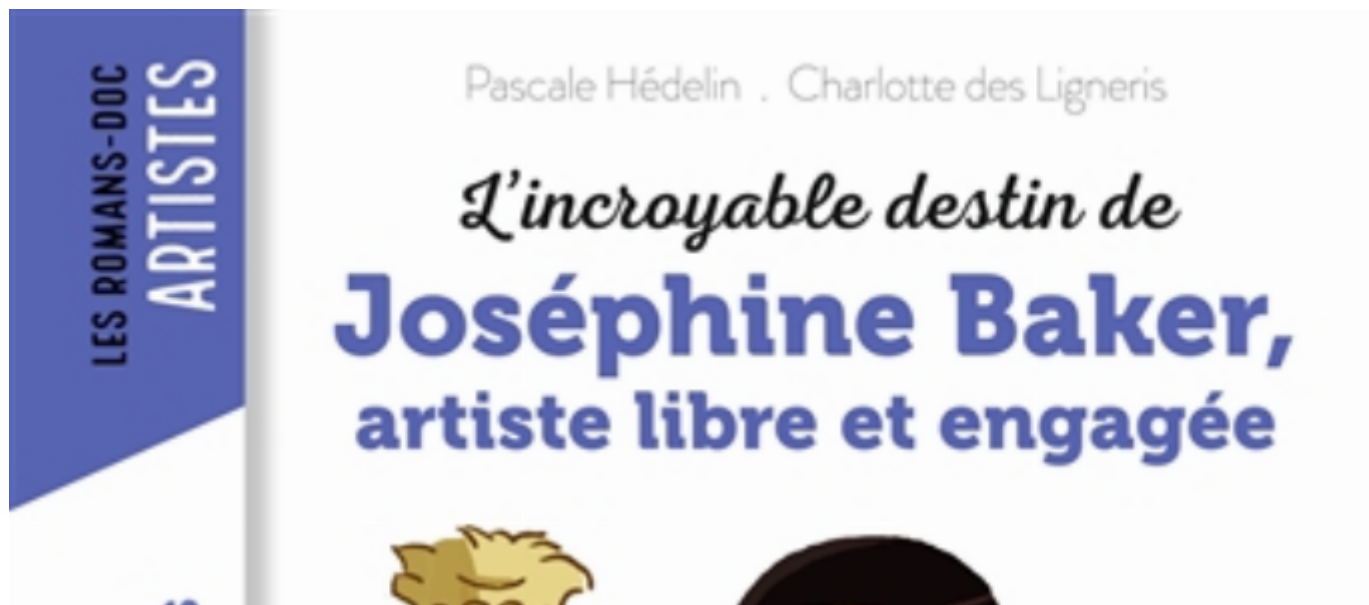 LES ROMANS-DOC
ARTISTES
Pascale Hédelin . Charlotte des Ligneris
L'incroyable destin de
Joséphine Baker,
artiste libre et engagée